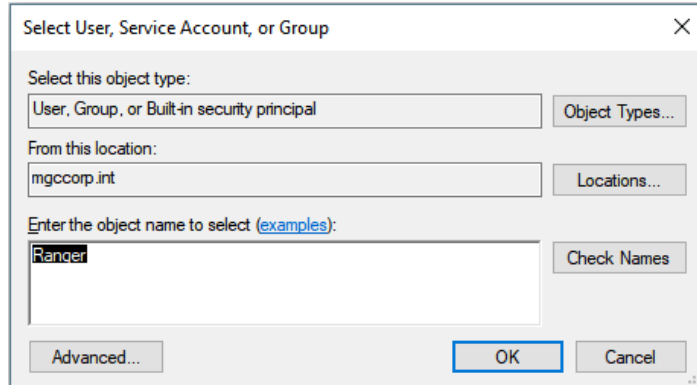 Select User, Service Account, or Group
Select this object type:
User, Group, or Built-in security principal
Object Types...
From this location:
mgccorp.int
Locations...
Enter the object name to select (examples):
Ranger
Check Names
Advanced...
OK
Cancel